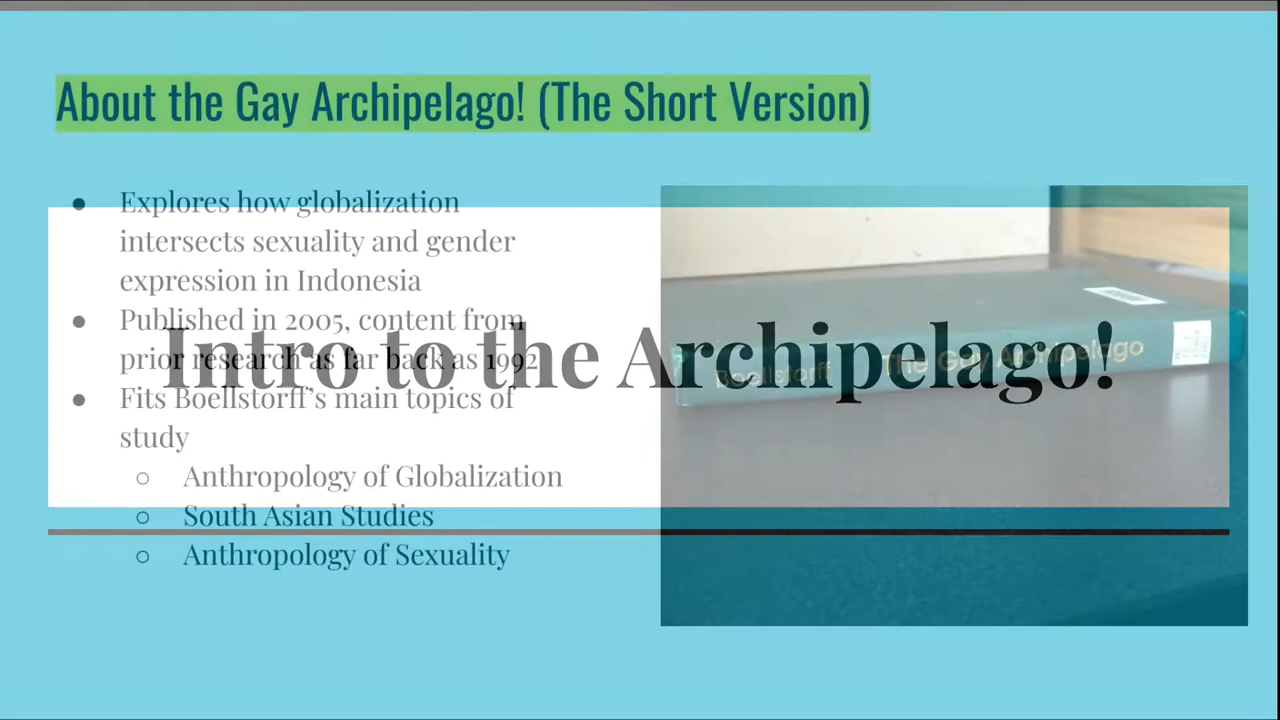 About the Gay Archipelago! (The Short Version)
● Explores how globalization
intersects sexuality and gender
expression in Indonesia
● Published in 2005, content from
prior research as far back as 1992
● Fits Boellstorff's main topics of
study
○ Anthropology of Globalization
○ South Asian Studies
○ Anthropology of Sexuality
Intro to the Archipelago!
Boellstorff The Gay Archipelago